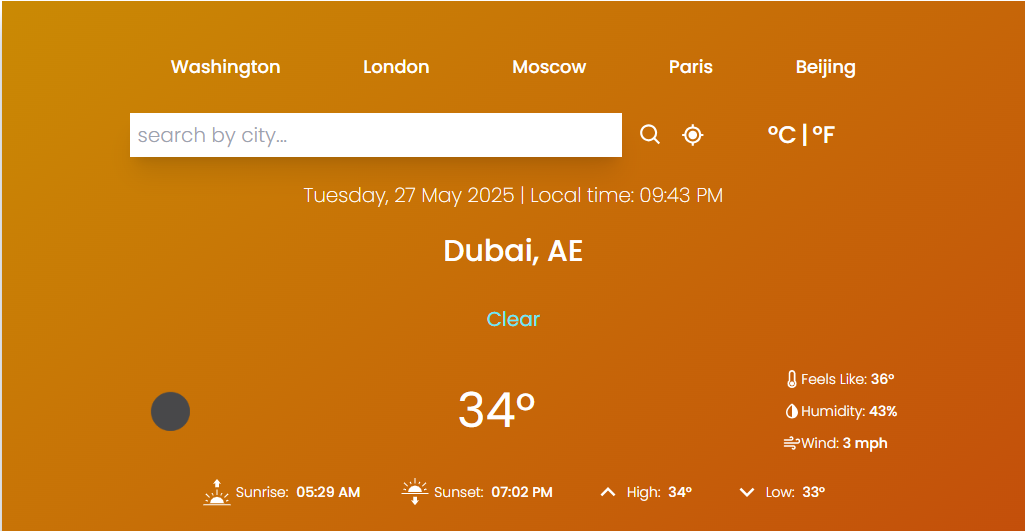 Washington London Moscow Paris Beijing
search by city...
°C | °F
Tuesday, 27 May 2025 | Local time: 09:43 PM
Dubai, AE
Clear
34°
Feels Like: 36°
Humidity: 43%
Wind: 3 mph
Sunrise: 05:29 AM Sunset: 07:02 PM High: 34° Low: 33°